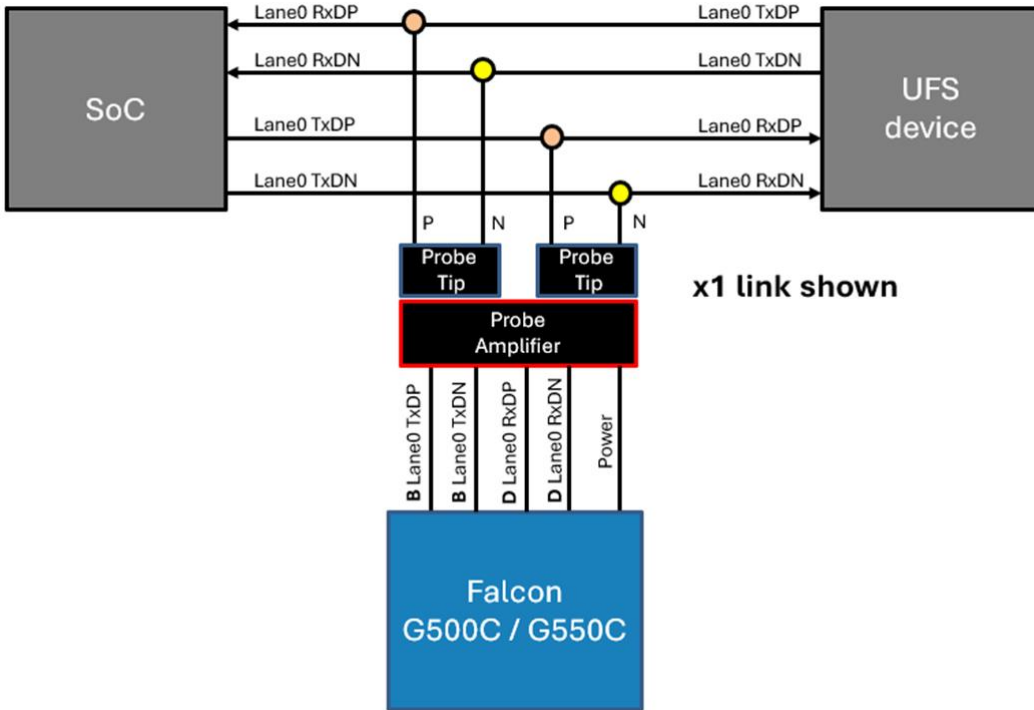 Lane0 RxDP
Lane0 TxDP
Lane0 RxDN
Lane0 TxDN
SoC
UFS
device
Lane0 TxDP
Lane0 RxDP
Lane0 TxDN
Lane0 RxDN
P
N
P
N
Probe
Tip
Probe
Tip
x1 link shown
Probe
Amplifier
B Lane0 TxDP
B Lane0 TxDN
D Lane0 RxDP
D Lane0 RxDN
Power
Falcon
G500C / G550C